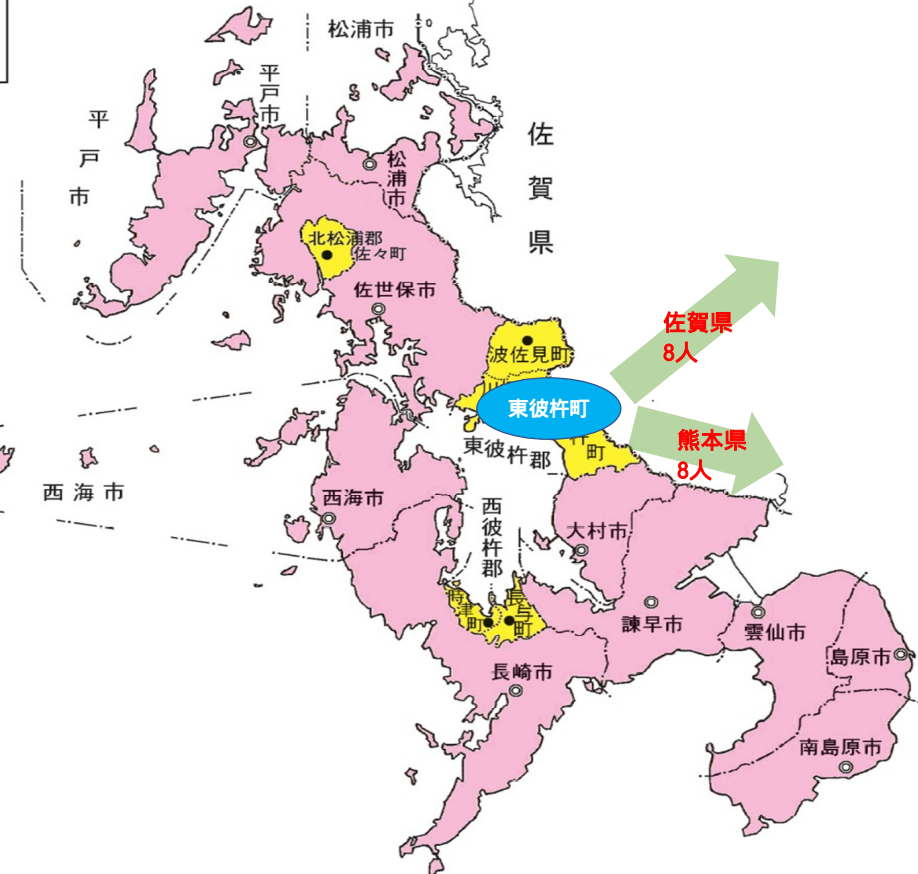 松浦市
平戸市
平戸市
佐賀県
松浦市
北松浦郡
佐々町
佐世保市
佐賀県
8人
波佐見町
東彼杵町
熊本県
8人
東彼杵郡
町
西海市
西海市
西彼杵郡
大村市
時津町
長与町
諫早市
雲仙市
島原市
長崎市
南島原市